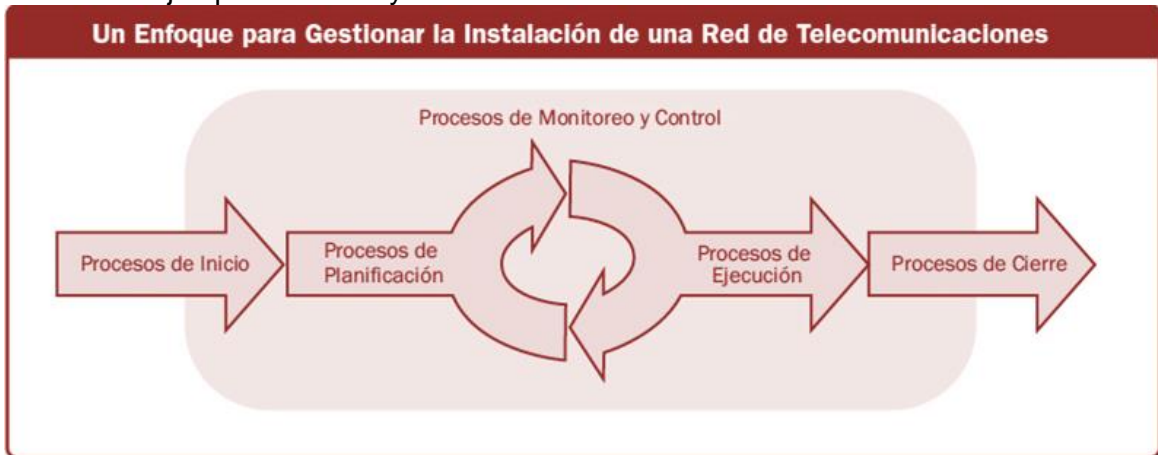 Un Enfoque para Gestionar la Instalación de una Red de Telecomunicaciones
Procesos de Monitoreo y Control
Procesos de Inicio
Procesos de
Planificación
Procesos de
Ejecución
Procesos de Cierre